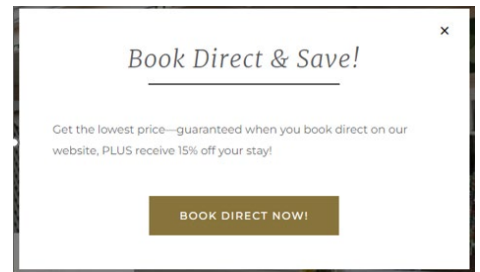 ×
Book Direct & Save!
Get the lowest price—guaranteed when you book direct on our
website, PLUS receive 15% off your stay!
BOOK DIRECT NOW!